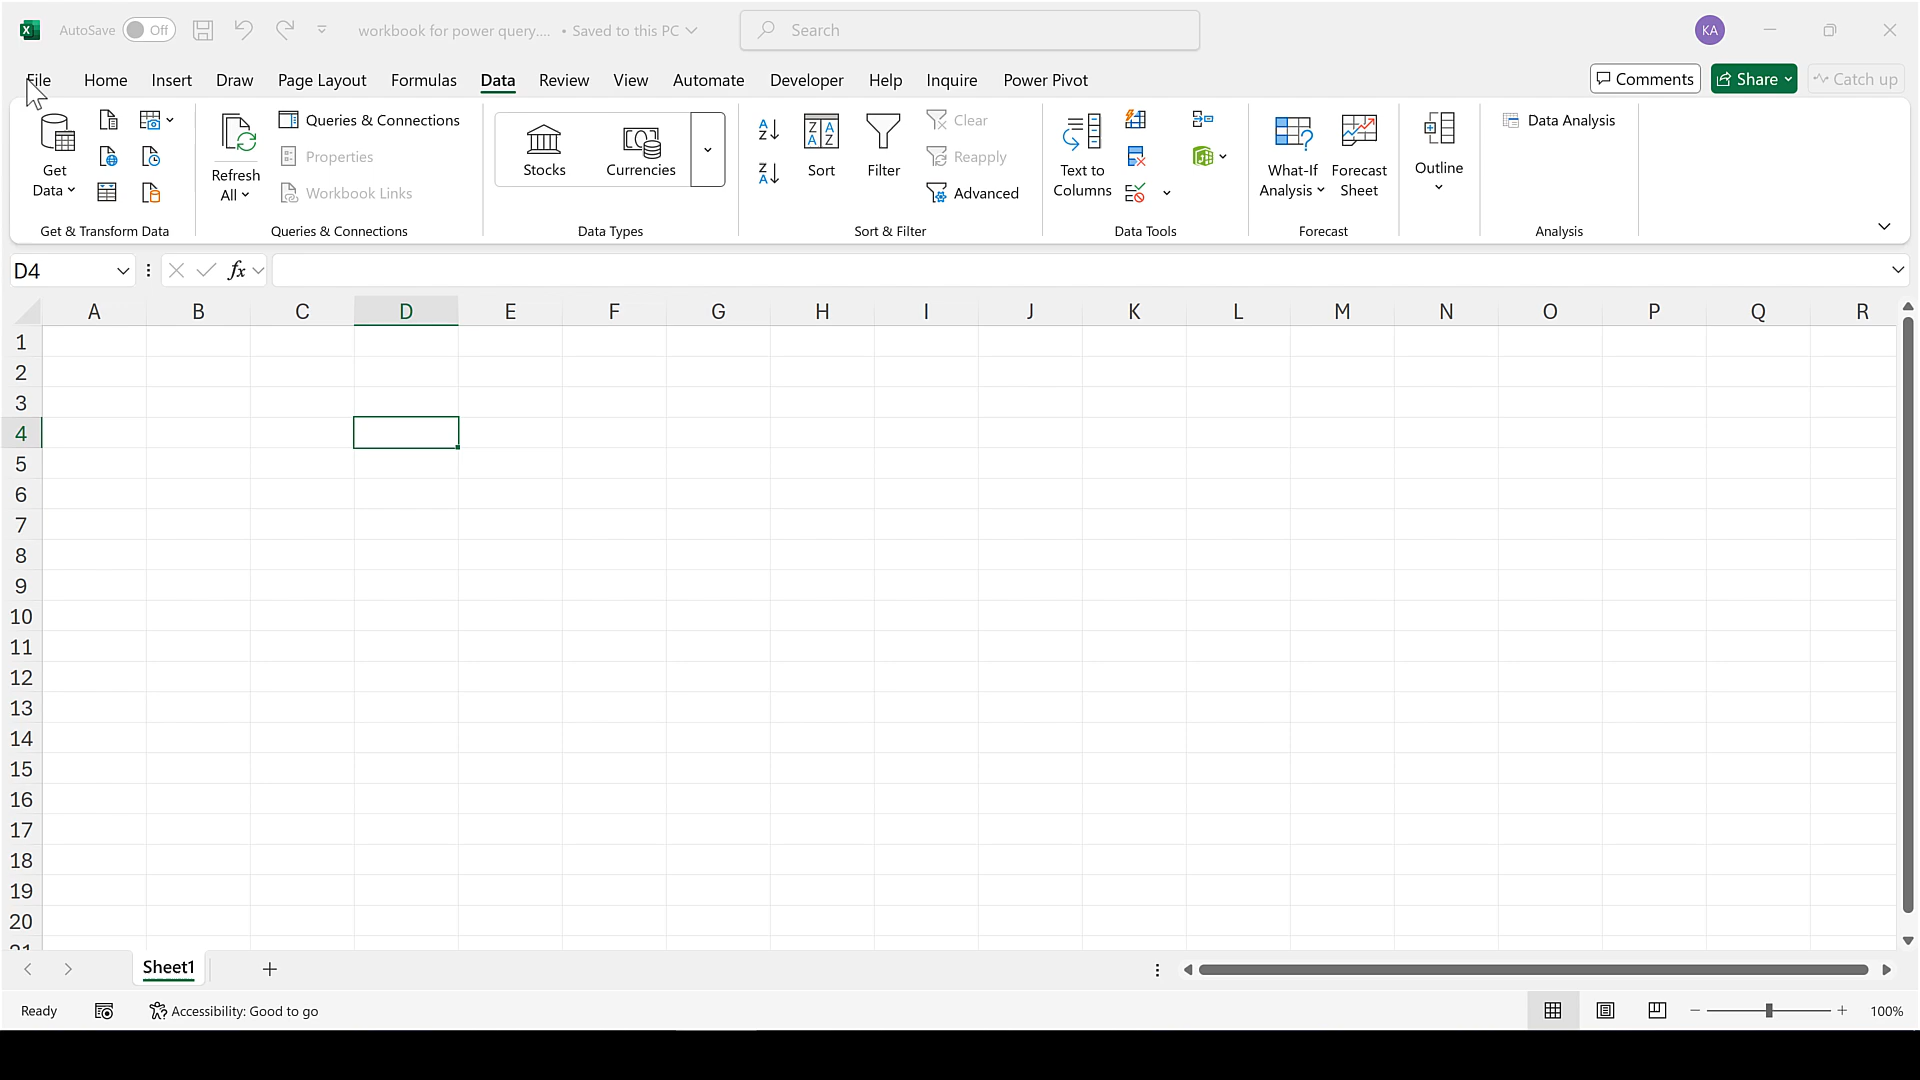 AutoSave Off workbook for power query.... • Saved to this PC Search KA
File Home Insert Draw Page Layout Formulas Data Review View Automate Developer Help Inquire Power Pivot Comments Share Catch up
Get Data
Refresh All
Queries & Connections
Properties
Workbook Links
Stocks Currencies
Sort
Filter
Clear
Reapply
Advanced
Text to Columns
What-If Analysis
Forecast Sheet
Outline
Data Analysis
Get & Transform Data Queries & Connections Data Types Sort & Filter Data Tools Forecast Analysis
D4 fx
A B C D E F G H I J K L M N O P Q R
1
2
3
4
5
6
7
8
9
10
11
12
13
14
15
16
17
18
19
20
21
Sheet1
Ready Accessibility: Good to go 100%